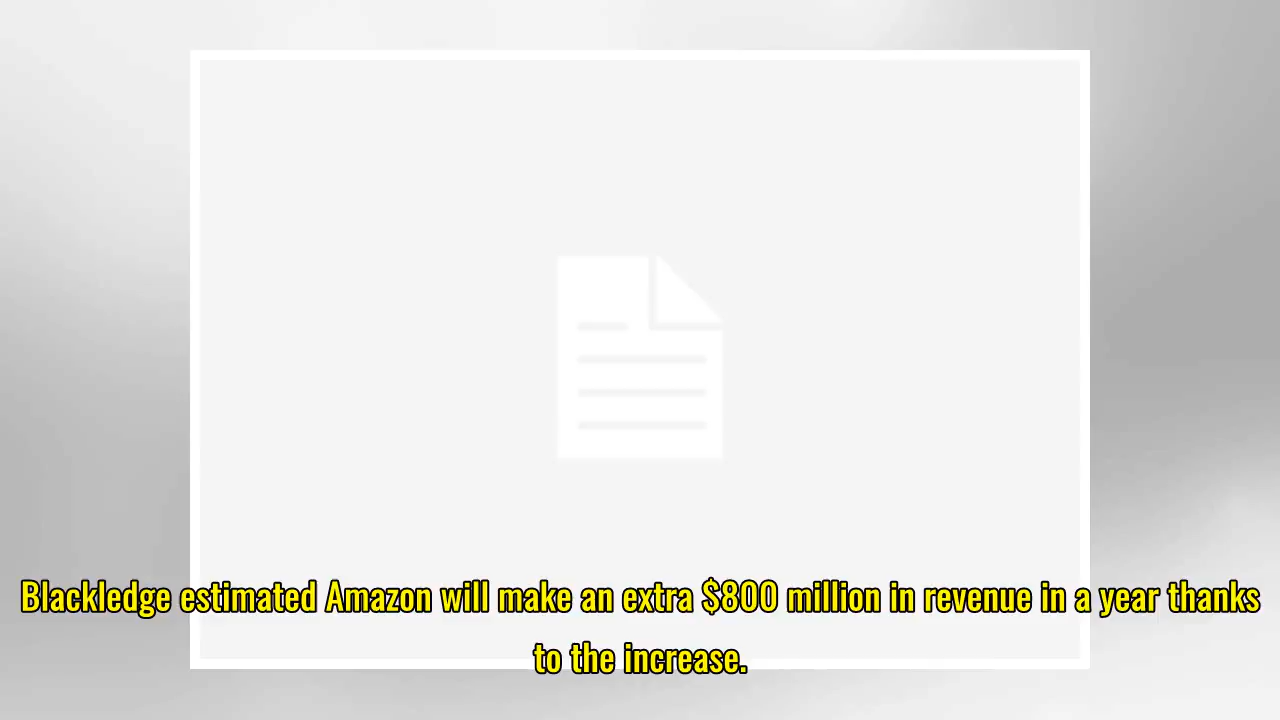 Blackledge estimated Amazon will make an extra $800 million in revenue in a year thanks
to the increase.